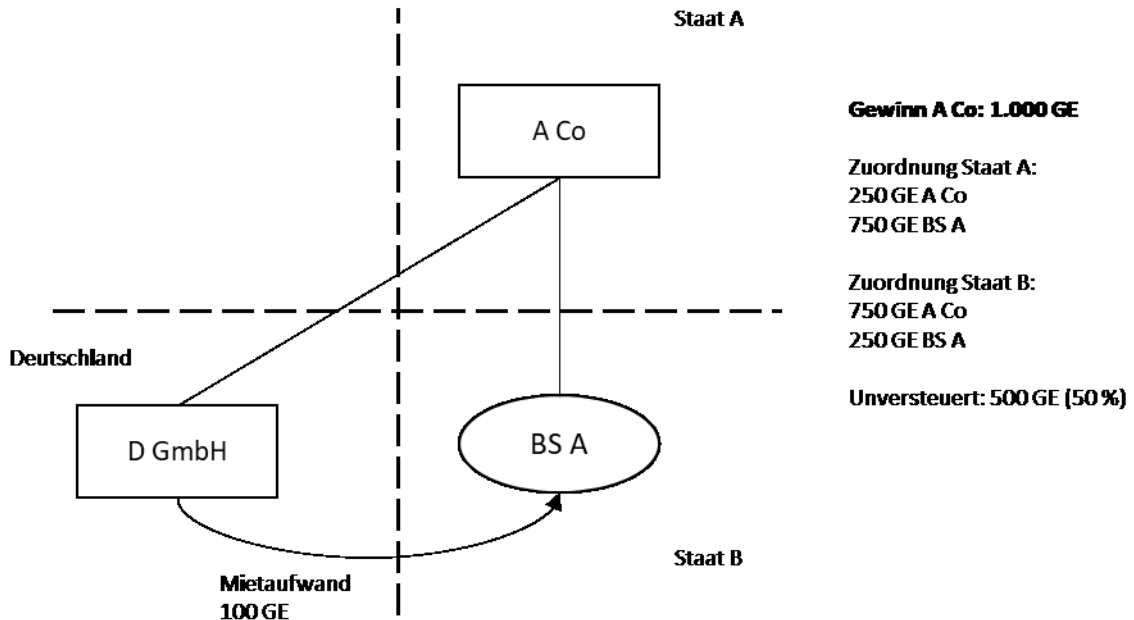 Staat A
A Co
Gewinn A Co: 1.000 GE
Zuordnung Staat A:
250 GE A Co
750 GE BS A
Zuordnung Staat B:
750 GE A Co
250 GE BS A
Unversteuert: 500 GE (50 %)
Deutschland
D GmbH
BS A
Mietaufwand
100 GE
Staat B